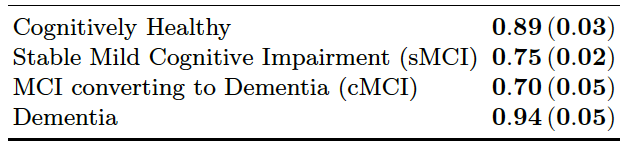 Cognitively Healthy 0.89 (0.03)
Stable Mild Cognitive Impairment (sMCI) 0.75 (0.02)
MCI converting to Dementia (cMCI) 0.70 (0.05)
Dementia 0.94 (0.05)